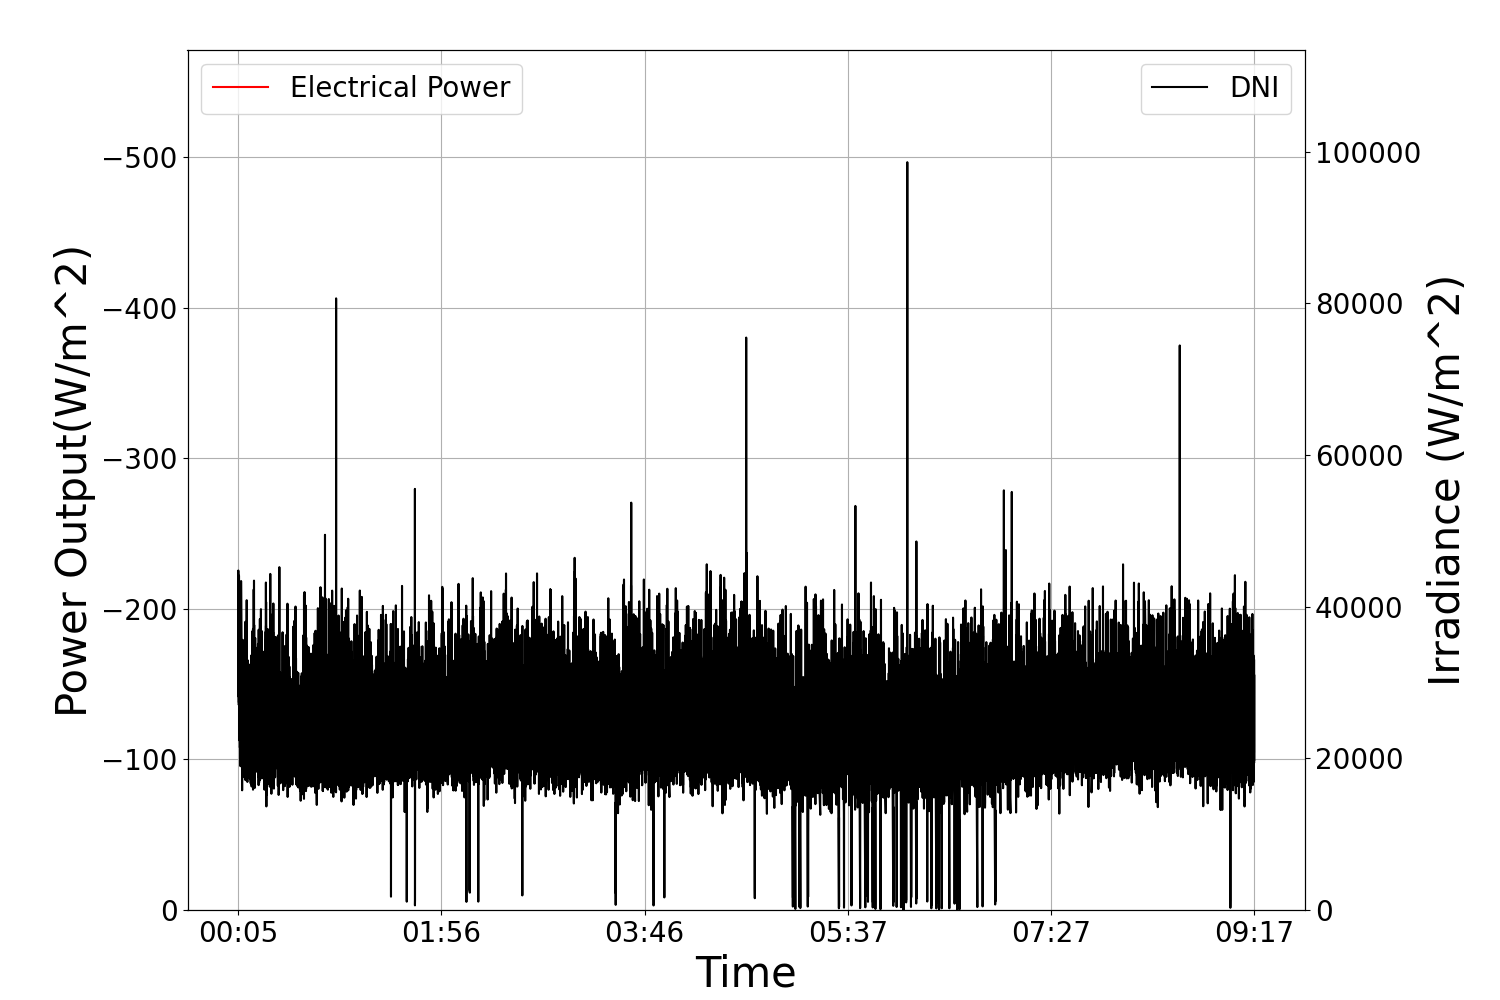 Electrical Power
DNI
Power Output(W/m^2)
−500
−400
−300
−200
−100
0
100000
80000
60000
40000
20000
0
Irradiance (W/m^2)
00:05 01:56 03:46 05:37 07:27 09:17
Time